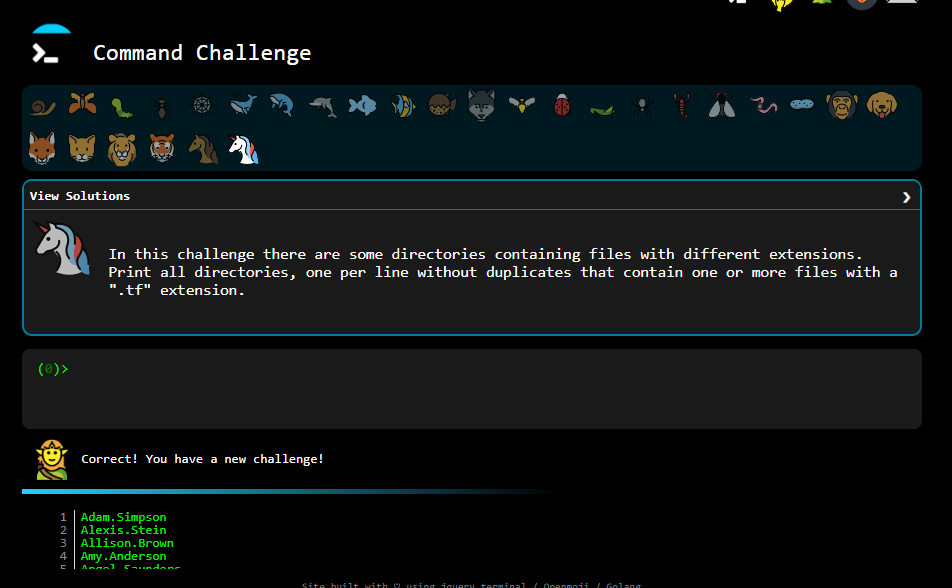 Command Challenge
View Solutions
In this challenge there are some directories containing files with different extensions.
Print all directories, one per line without duplicates that contain one or more files with a
".tf" extension.
(0)>
Correct! You have a new challenge!
1 Adam.Simpson
2 Alexis.Stein
3 Allison.Brown
4 Amy.Anderson
5 Angel.Saunders
Site built with ♡ using jquery terminal / Openmoji / Golang